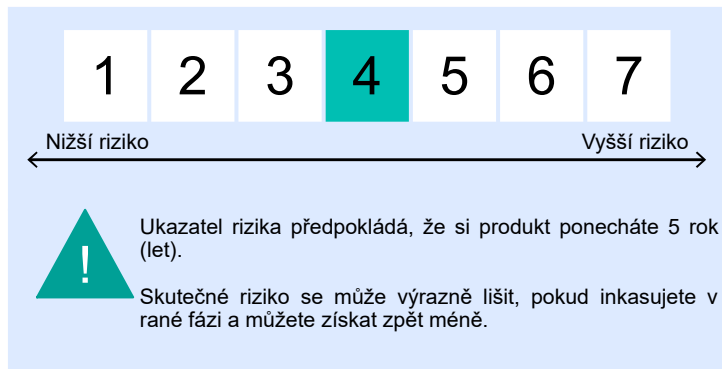 1 2 3 4 5 6 7
Nižší riziko Vyšší riziko
!
Ukazatel rizika předpokládá, že si produkt ponecháte 5 rok
(let).
Skutečné riziko se může výrazně lišit, pokud inkasujete v
rané fázi a můžete získat zpět méně.